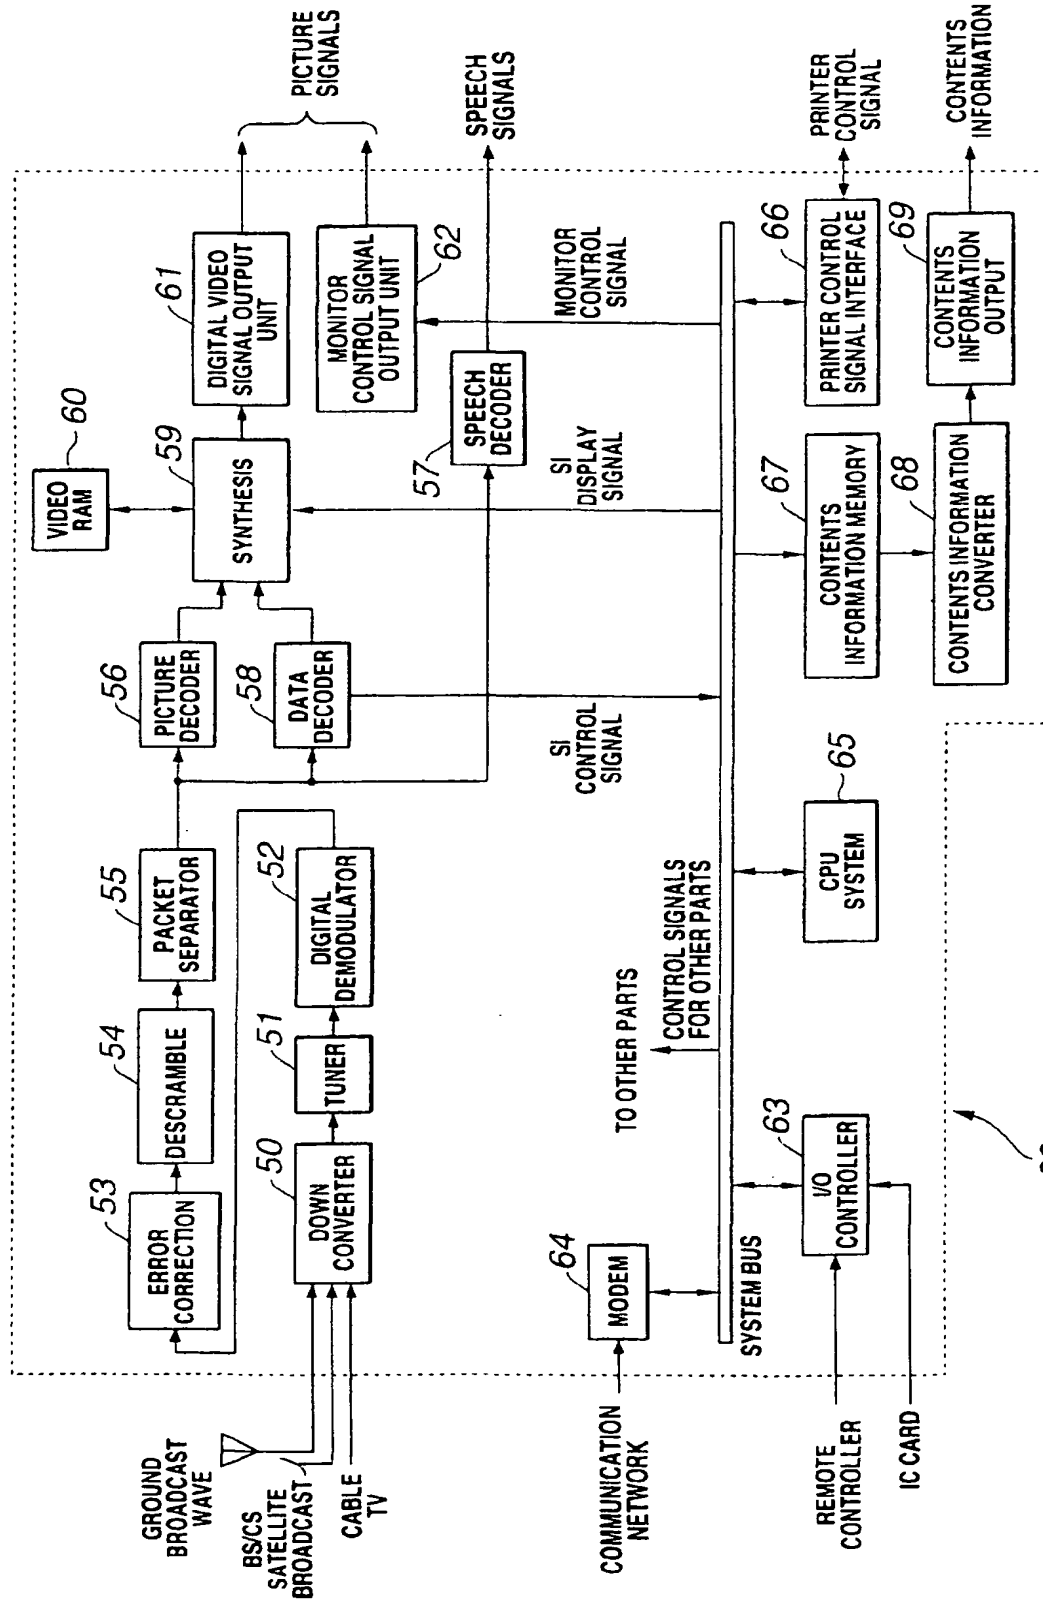 GROUND
BROADCAST
WAVE
BS/CS
SATELLITE
BROADCAST
CABLE
TV
53
ERROR
CORRECTION
54
DESCRAMBLE
55
PACKET
SEPARATOR
50
DOWN
CONVERTER
51
TUNER
52
DIGITAL
DEMODULATOR
56
PICTURE
DECODER
58
DATA
DECODER
60
VIDEO
RAM
59
SYNTHESIS
61
DIGITAL VIDEO
SIGNAL OUTPUT
UNIT
MONITOR
CONTROL SIGNAL
OUTPUT UNIT
62
57
SPEECH
DECODER
PICTURE
SIGNALS
SPEECH
SIGNALS
SI
CONTROL
SIGNAL
SI
DISPLAY
SIGNAL
MONITOR
CONTROL
SIGNAL
COMMUNICATION
NETWORK
64
MODEM
TO OTHER PARTS
CONTROL SIGNALS
FOR OTHER PARTS
SYSTEM BUS
REMOTE
CONTROLLER
IC CARD
63
I/O
CONTROLLER
65
CPU
SYSTEM
67
CONTENTS
INFORMATION MEMORY
66
PRINTER CONTROL
SIGNAL INTERFACE
PRINTER
CONTROL
SIGNAL
68
CONTENTS INFORMATION
CONVERTER
69
CONTENTS
INFORMATION
OUTPUT
CONTENTS
INFORMATION